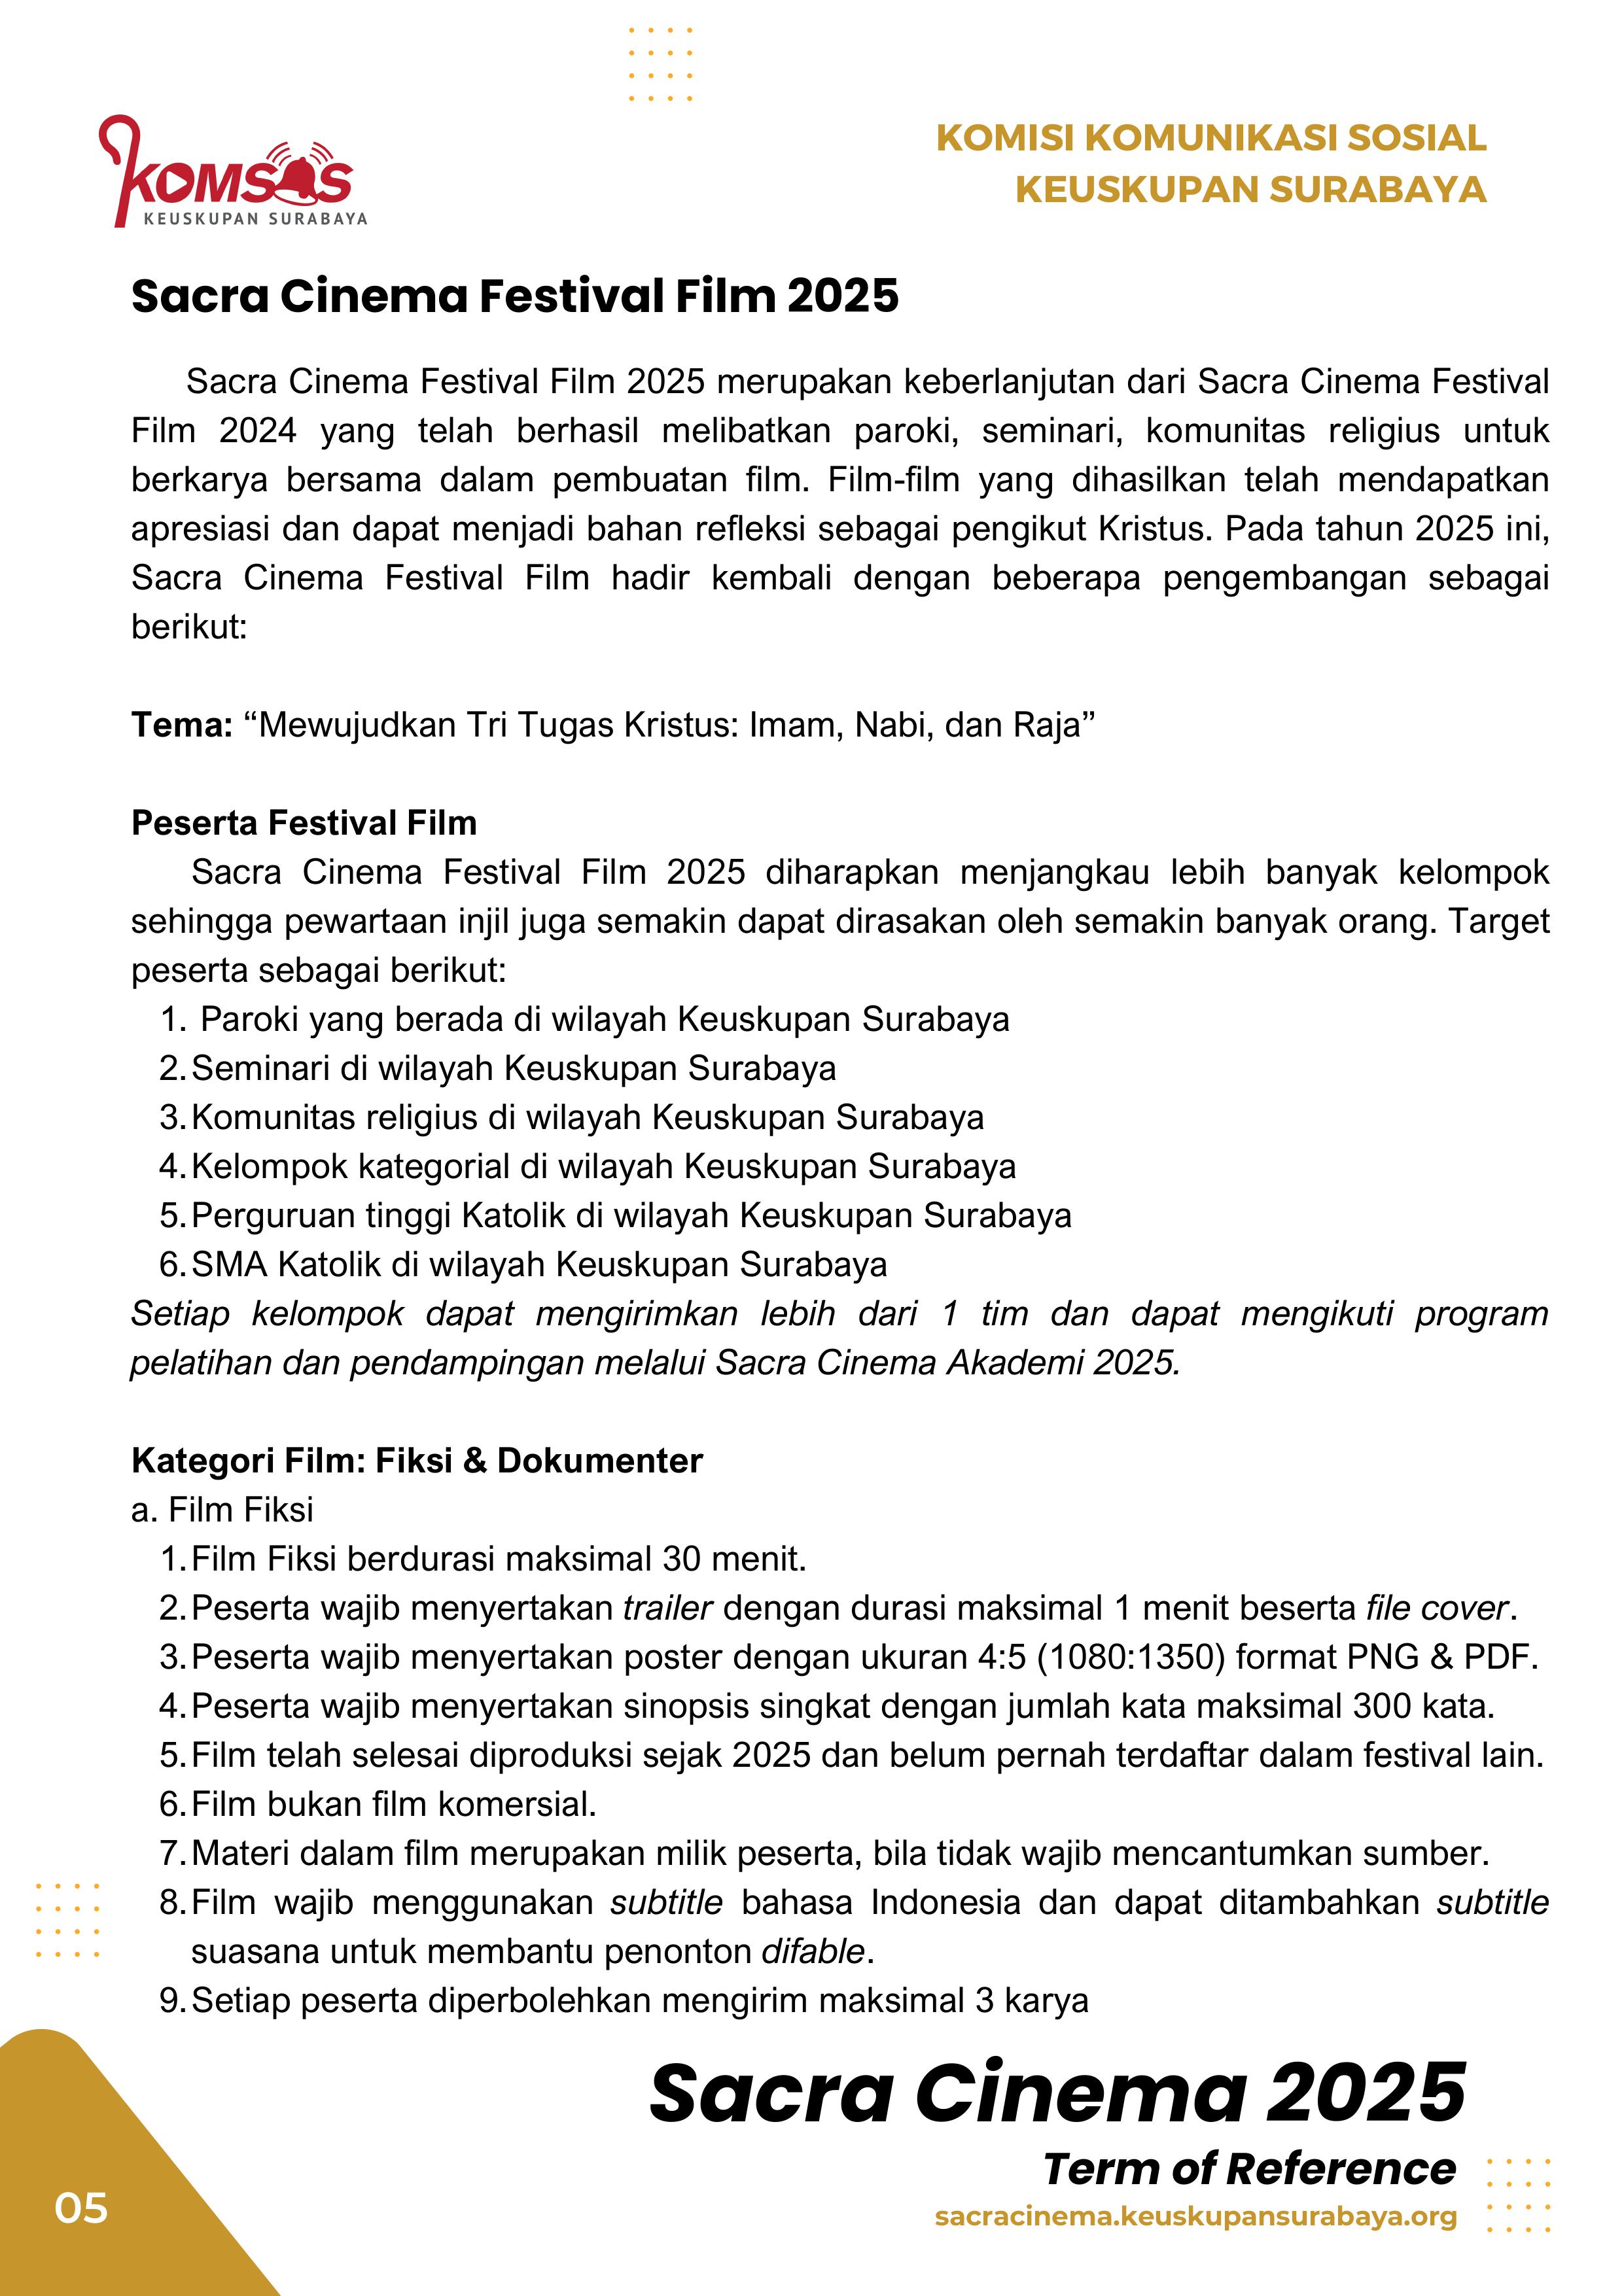 KOMSOS
KEUSKUPAN SURABAYA
KOMISI KOMUNIKASI SOSIAL
KEUSKUPAN SURABAYA
Sacra Cinema Festival Film 2025
Sacra Cinema Festival Film 2025 merupakan keberlanjutan dari Sacra Cinema Festival
Film 2024 yang telah berhasil melibatkan paroki, seminari, komunitas religius untuk
berkarya bersama dalam pembuatan film. Film-film yang dihasilkan telah mendapatkan
apresiasi dan dapat menjadi bahan refleksi sebagai pengikut Kristus. Pada tahun 2025 ini,
Sacra Cinema Festival Film hadir kembali dengan beberapa pengembangan sebagai
berikut:
Tema: “Mewujudkan Tri Tugas Kristus: Imam, Nabi, dan Raja”
Peserta Festival Film
Sacra Cinema Festival Film 2025 diharapkan menjangkau lebih banyak kelompok
sehingga pewartaan injil juga semakin dapat dirasakan oleh semakin banyak orang. Target
peserta sebagai berikut:
1. Paroki yang berada di wilayah Keuskupan Surabaya
2. Seminari di wilayah Keuskupan Surabaya
3. Komunitas religius di wilayah Keuskupan Surabaya
4. Kelompok kategorial di wilayah Keuskupan Surabaya
5. Perguruan tinggi Katolik di wilayah Keuskupan Surabaya
6. SMA Katolik di wilayah Keuskupan Surabaya
Setiap kelompok dapat mengirimkan lebih dari 1 tim dan dapat mengikuti program
pelatihan dan pendampingan melalui Sacra Cinema Akademi 2025.
Kategori Film: Fiksi & Dokumenter
a. Film Fiksi
1. Film Fiksi berdurasi maksimal 30 menit.
2. Peserta wajib menyertakan trailer dengan durasi maksimal 1 menit beserta file cover.
3. Peserta wajib menyertakan poster dengan ukuran 4:5 (1080:1350) format PNG & PDF.
4. Peserta wajib menyertakan sinopsis singkat dengan jumlah kata maksimal 300 kata.
5. Film telah selesai diproduksi sejak 2025 dan belum pernah terdaftar dalam festival lain.
6. Film bukan film komersial.
7. Materi dalam film merupakan milik peserta, bila tidak wajib mencantumkan sumber.
8. Film wajib menggunakan subtitle bahasa Indonesia dan dapat ditambahkan subtitle
suasana untuk membantu penonton difable.
9. Setiap peserta diperbolehkan mengirim maksimal 3 karya
Sacra Cinema 2025
Term of Reference
sacracinema.keuskupansurabaya.org
05